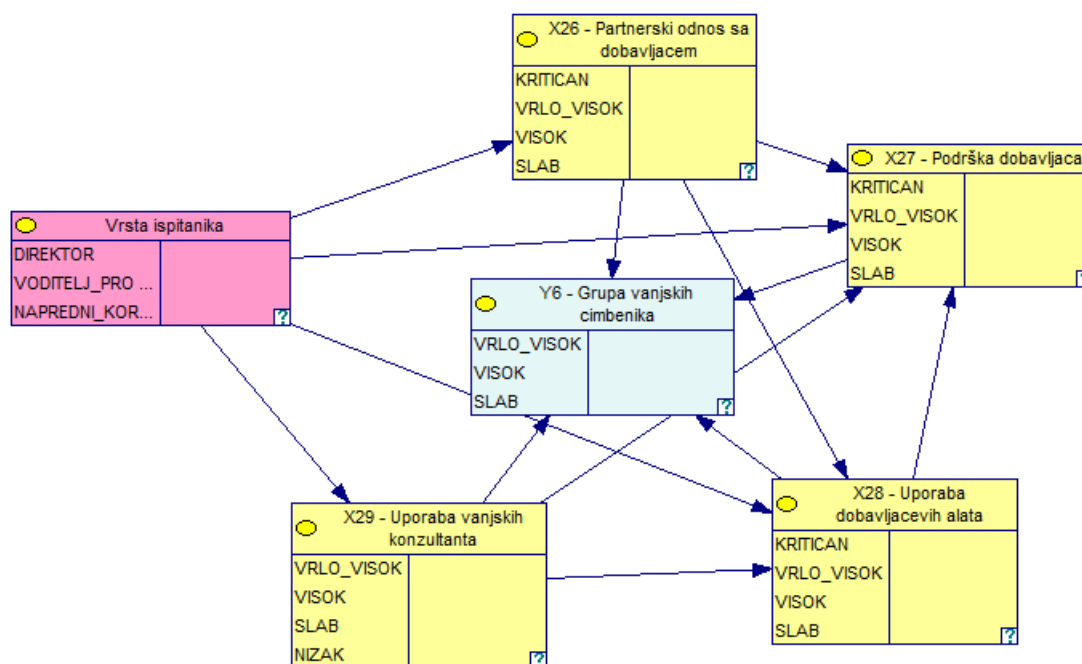 X26 - Partnerski odnos sa
dobavljacem
KRITICAN
VRLO_VISOK
VISOK
SLAB
?
X27 - Podrška dobavljaca
KRITICAN
VRLO_VISOK
VISOK
SLAB
?
Vrsta ispitanika
DIREKTOR
VODITELJ_PRO ...
NAPREDNI_KOR...
?
Y6 - Grupa vanjskih
cimbenika
VRLO_VISOK
VISOK
SLAB
?
X29 - Uporaba vanjskih
konzultanta
VRLO_VISOK
VISOK
SLAB
NIZAK
?
X28 - Uporaba
dobavljacevih alata
KRITICAN
VRLO_VISOK
VISOK
SLAB
?